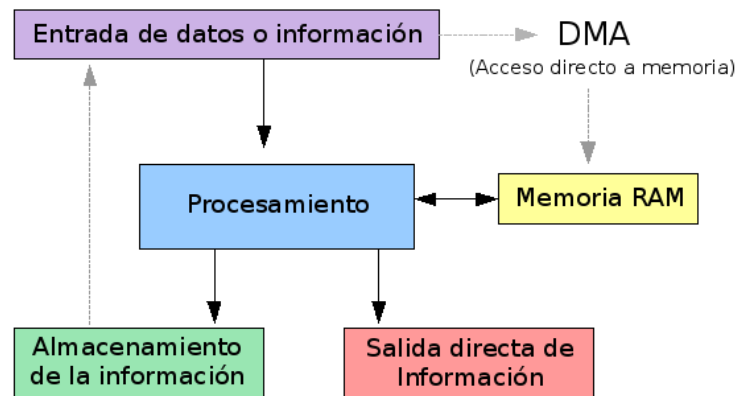 Entrada de datos o información
DMA
(Acceso directo a memoria)
Procesamiento
Memoria RAM
Almacenamiento
de la información
Salida directa de
Información